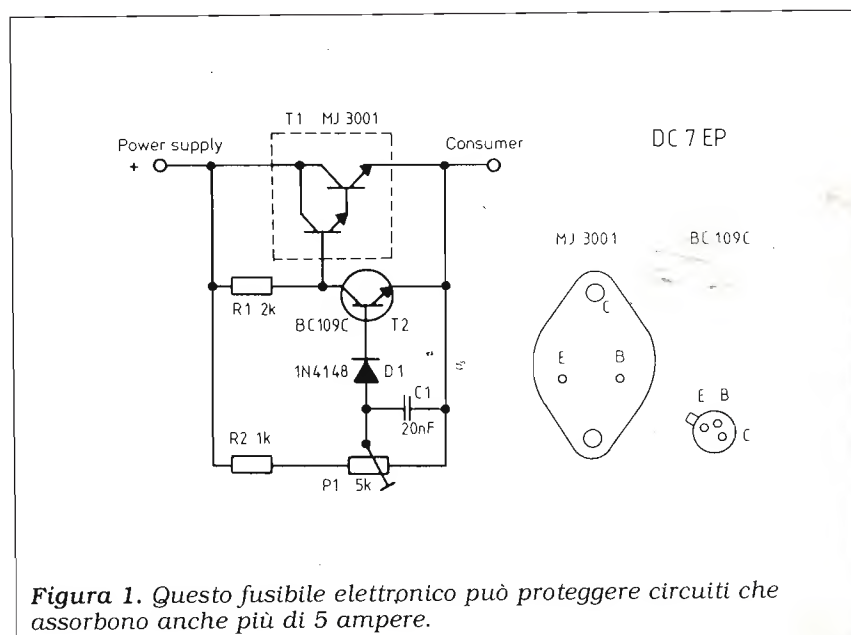 T1 MJ 3001
Power supply
+
Consumer
DC 7 EP
MJ 3001
BC 109C
C
E
B
R1 2k
BC109C
T2
1N4148
D1
C1
20nF
E B
C
R2 1k
P1 5k
Figura 1. Questo fusibile elettronico può proteggere circuiti che
assorbono anche più di 5 ampere.